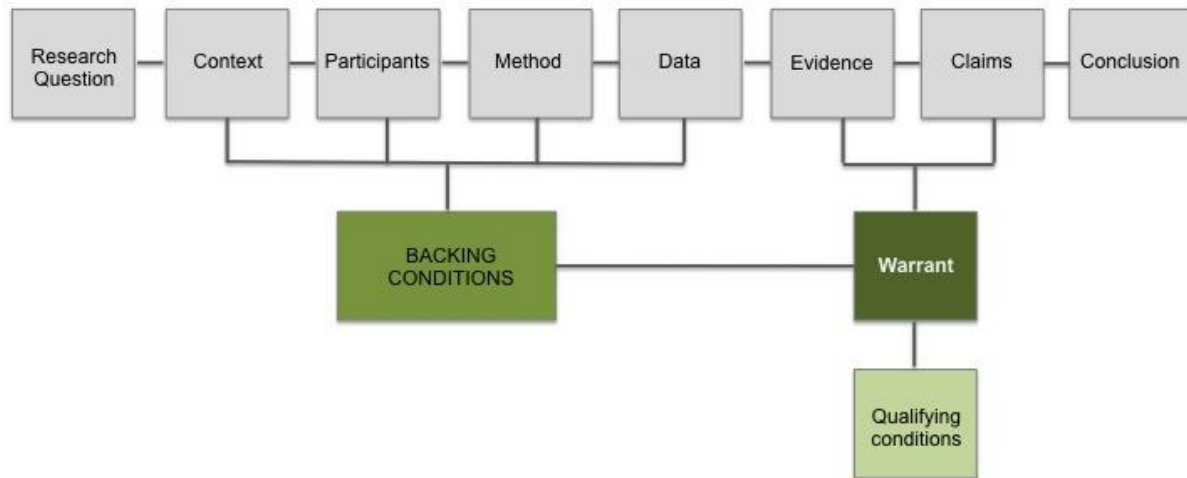 Research
Question
Context
Participants
Method
Data
Evidence
Claims
Conclusion
BACKING
CONDITIONS
Warrant
Qualifying
conditions